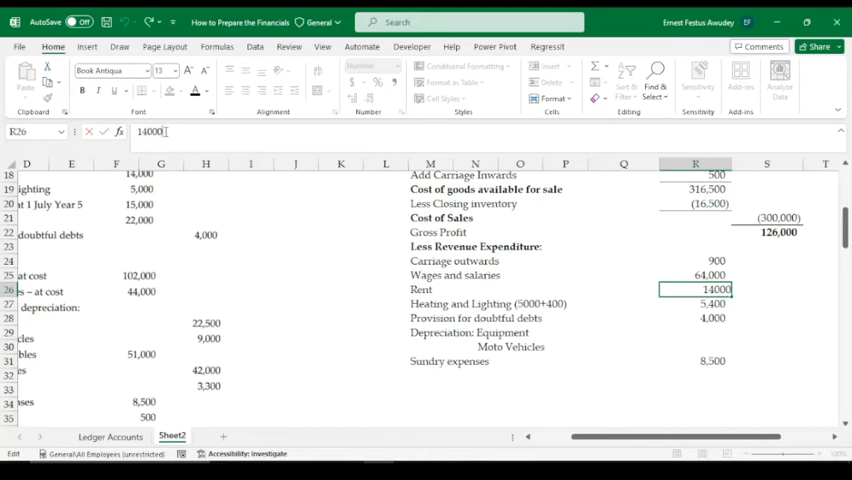 AutoSave Off How to Prepare the Financials General Search Ernest Festus Awudey EF
File Home Insert Draw Page Layout Formulas Data Review View Automate Developer Help Power Pivot Regressit Comments Share
Book Antiqua 13 A A Number Conditional Formatting Insert
Paste B I U A $ % Format as Table Delete Sort & Filter Find & Select Sensitivity Add-ins Analyze Data
Cell Styles Format
Clipboard Font Alignment Number Styles Cells Editing Sensitivity Add-ins
R26 fx 14000
D E F G H I J K L M N O P Q R S T
18 14,000 Add Carriage Inwards 500
19 ighting 5,000 Cost of goods available for sale 316,500
20 at 1 July Year 5 15,000 Less Closing inventory (16,500)
21 22,000 Cost of Sales (300,000)
22 doubtful debts 4,000 Gross Profit 126,000
23 Less Revenue Expenditure:
24 Carriage outwards 900
25 at cost 102,000 Wages and salaries 64,000
26 s – at cost 44,000 Rent 14000
27 depreciation: Heating and Lighting (5000+400) 5,400
28 22,500 Provision for doubtful debts 4,000
29 cles 9,000 Depreciation: Equipment
30 Moto Vehicles
31 bles 51,000 Sundry expenses 8,500
32 es 42,000
33 3,300
34 nses 8,500
35 500
Ledger Accounts Sheet2
Edit General\All Employees (unrestricted) Accessibility: Investigate 100%